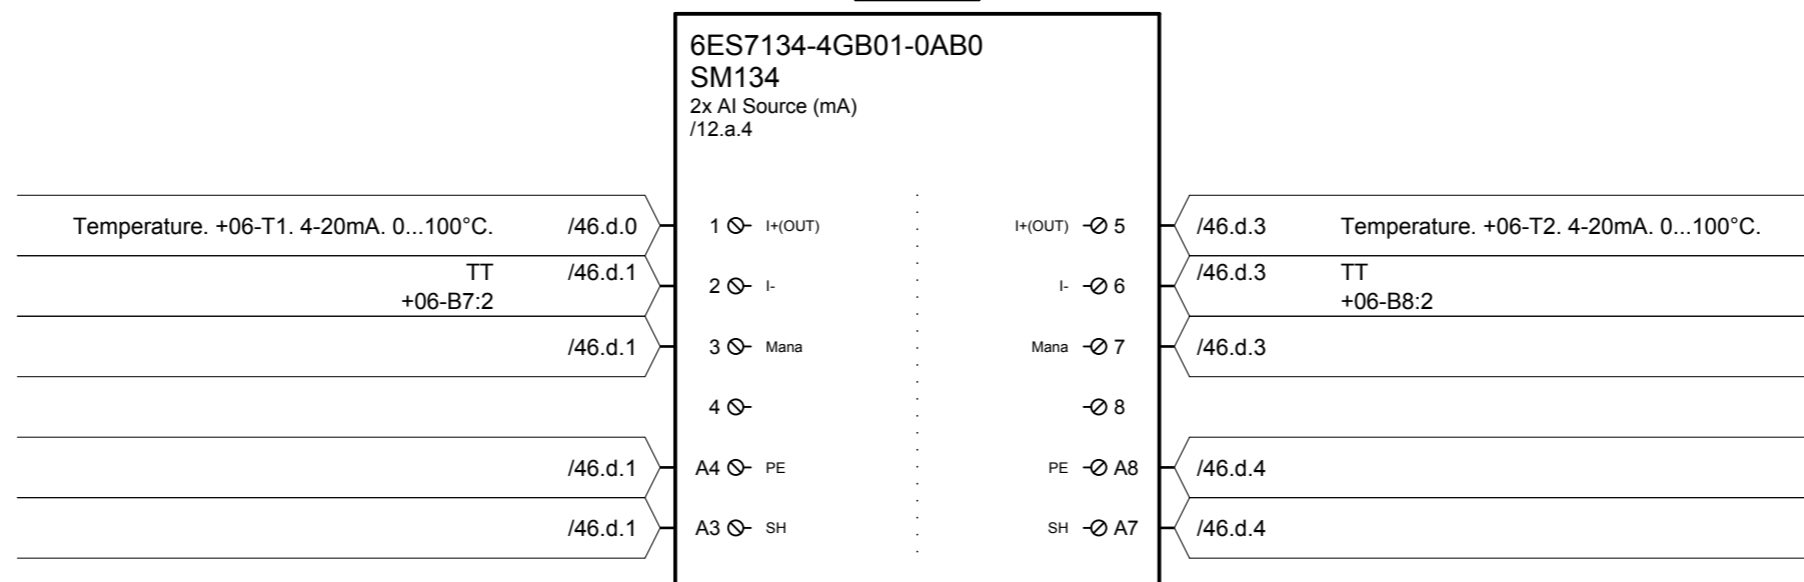 6ES7134-4GB01-0AB0
SM134
2x AI Source (mA)
/12.a.4
Temperature. +06-T1. 4-20mA. 0...100°C. /46.d.0 1 I+(OUT) I+(OUT) 5 /46.d.3 Temperature. +06-T2. 4-20mA. 0...100°C.
TT /46.d.1 2 I- I- 6 /46.d.3 TT
+06-B7:2 +06-B8:2
/46.d.1 3 Mana Mana 7 /46.d.3
4 8
/46.d.1 A4 PE PE A8 /46.d.4
/46.d.1 A3 SH SH A7 /46.d.4